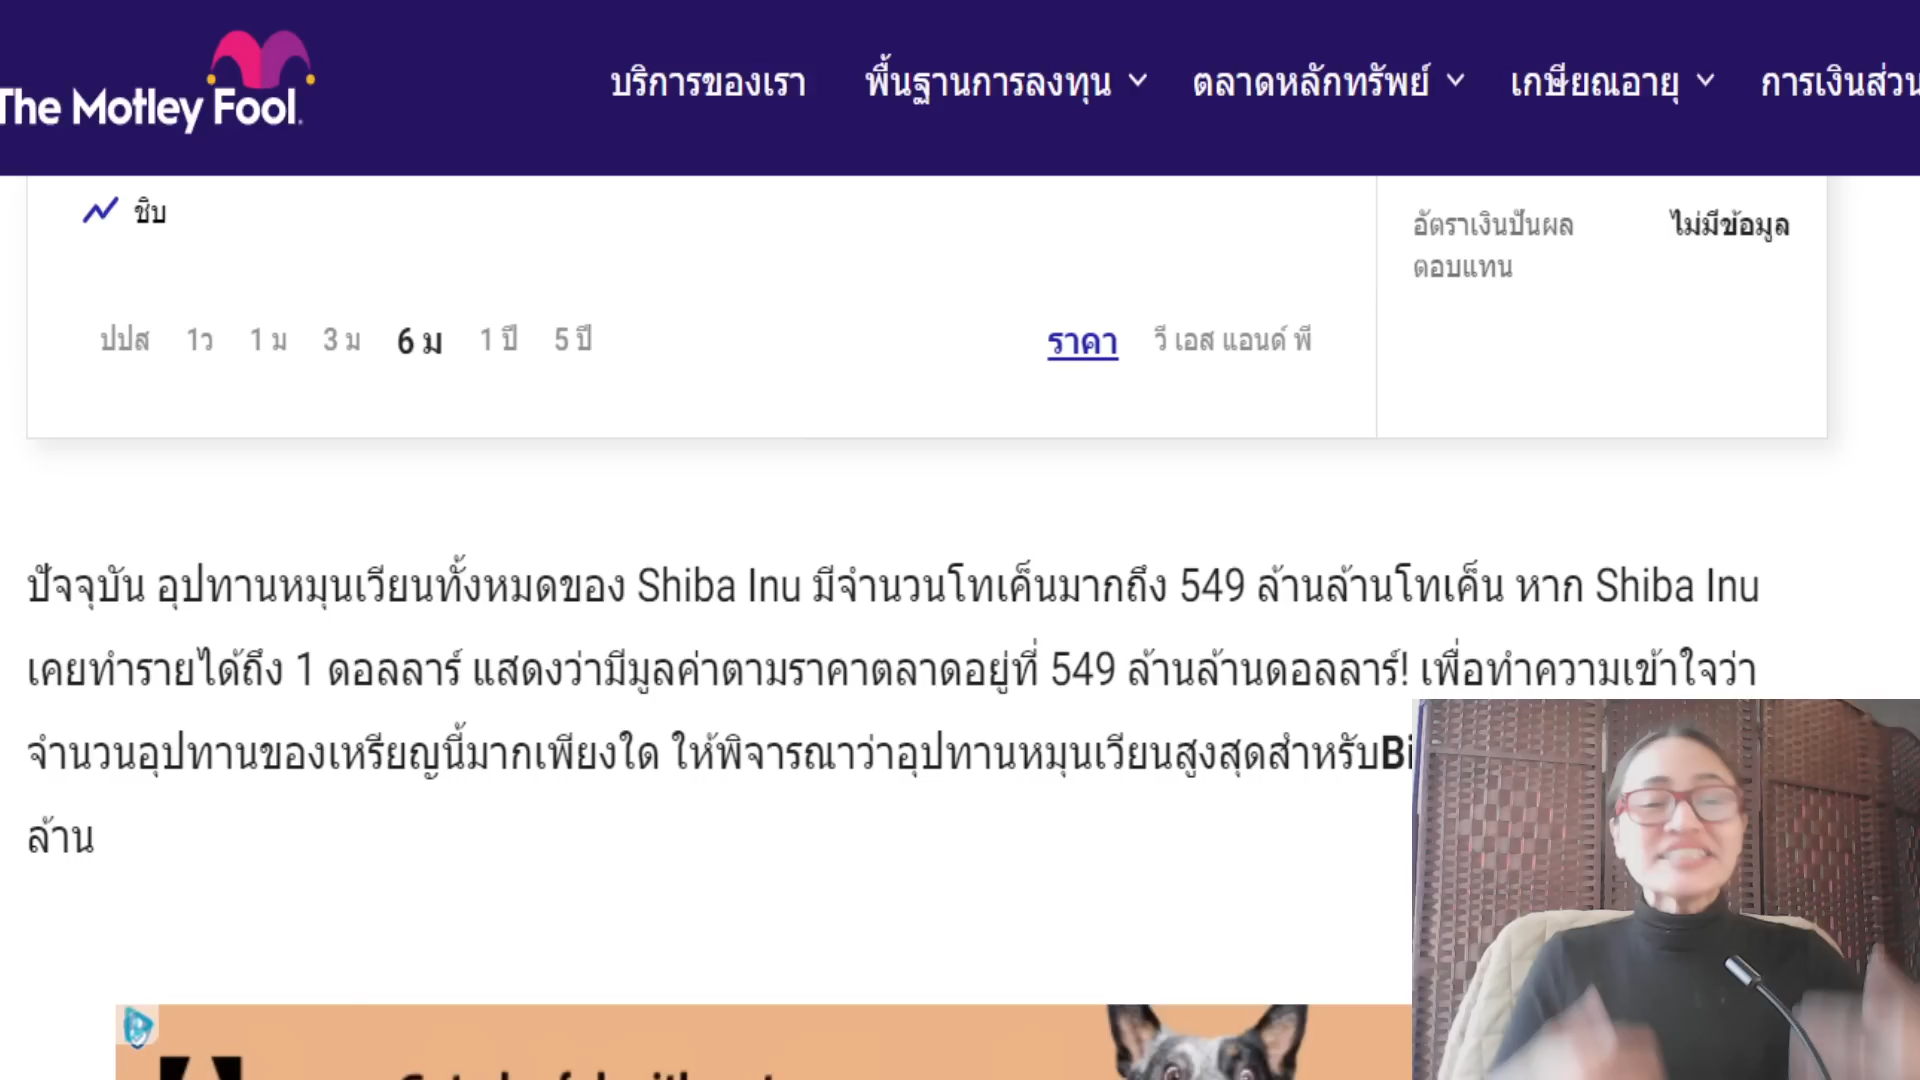 The Motley Fool.
บริการของเรา พื้นฐานการลงทุน ตลาดหลักทรัพย์ เกษียณอายุ การเงินส่วน
ชิบ
อัตราเงินปันผล ไม่มีข้อมูล
ตอบแทน
ปปส 1ว 1 ม 3 ม 6 ม 1 ปี 5 ปี ราคา วี เอส แอนด์ พี
ปัจจุบัน อุปทานหมุนเวียนทั้งหมดของ Shiba Inu มีจำนวนโทเค็นมากถึง 549 ล้านล้านโทเค็น หาก Shiba Inu
เคยทำรายได้ถึง 1 ดอลลาร์ แสดงว่ามีมูลค่าตามราคาตลาดอยู่ที่ 549 ล้านล้านดอลลาร์! เพื่อทำความเข้าใจว่า
จำนวนอุปทานของเหรียญนี้มากเพียงใด ให้พิจารณาว่าอุปทานหมุนเวียนสูงสุดสำหรับBi
ล้าน